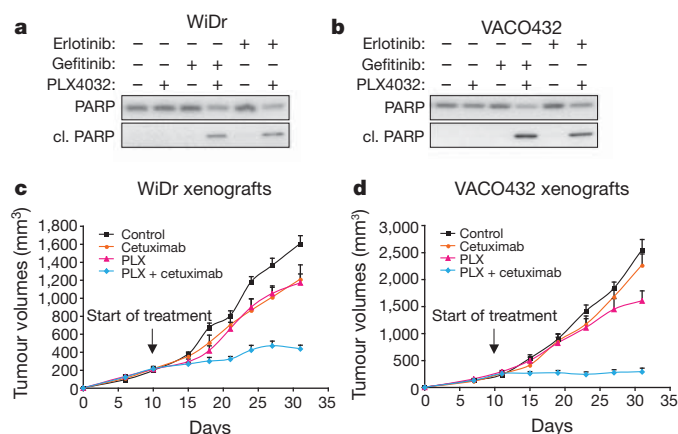 a WiDr
Erlotinib: – – – – + +
Gefitinib: – – + + – –
PLX4032: – + – + – +
PARP
cl. PARP
b VACO432
Erlotinib: – – – – + +
Gefitinib: – – + + – –
PLX4032: – + – + – +
PARP
cl. PARP
c WiDr xenografts
Tumour volumes (mm³)
1,800
1,600
1,400
1,200
1,000
800
600
400
200
0
Control
Cetuximab
PLX
PLX + cetuximab
Start of treatment
0 5 10 15 20 25 30 35
Days
d VACO432 xenografts
Tumour volumes (mm³)
3,000
2,500
2,000
1,500
1,000
500
0
Control
Cetuximab
PLX
PLX + cetuximab
Start of treatment
0 5 10 15 20 25 30 35
Days